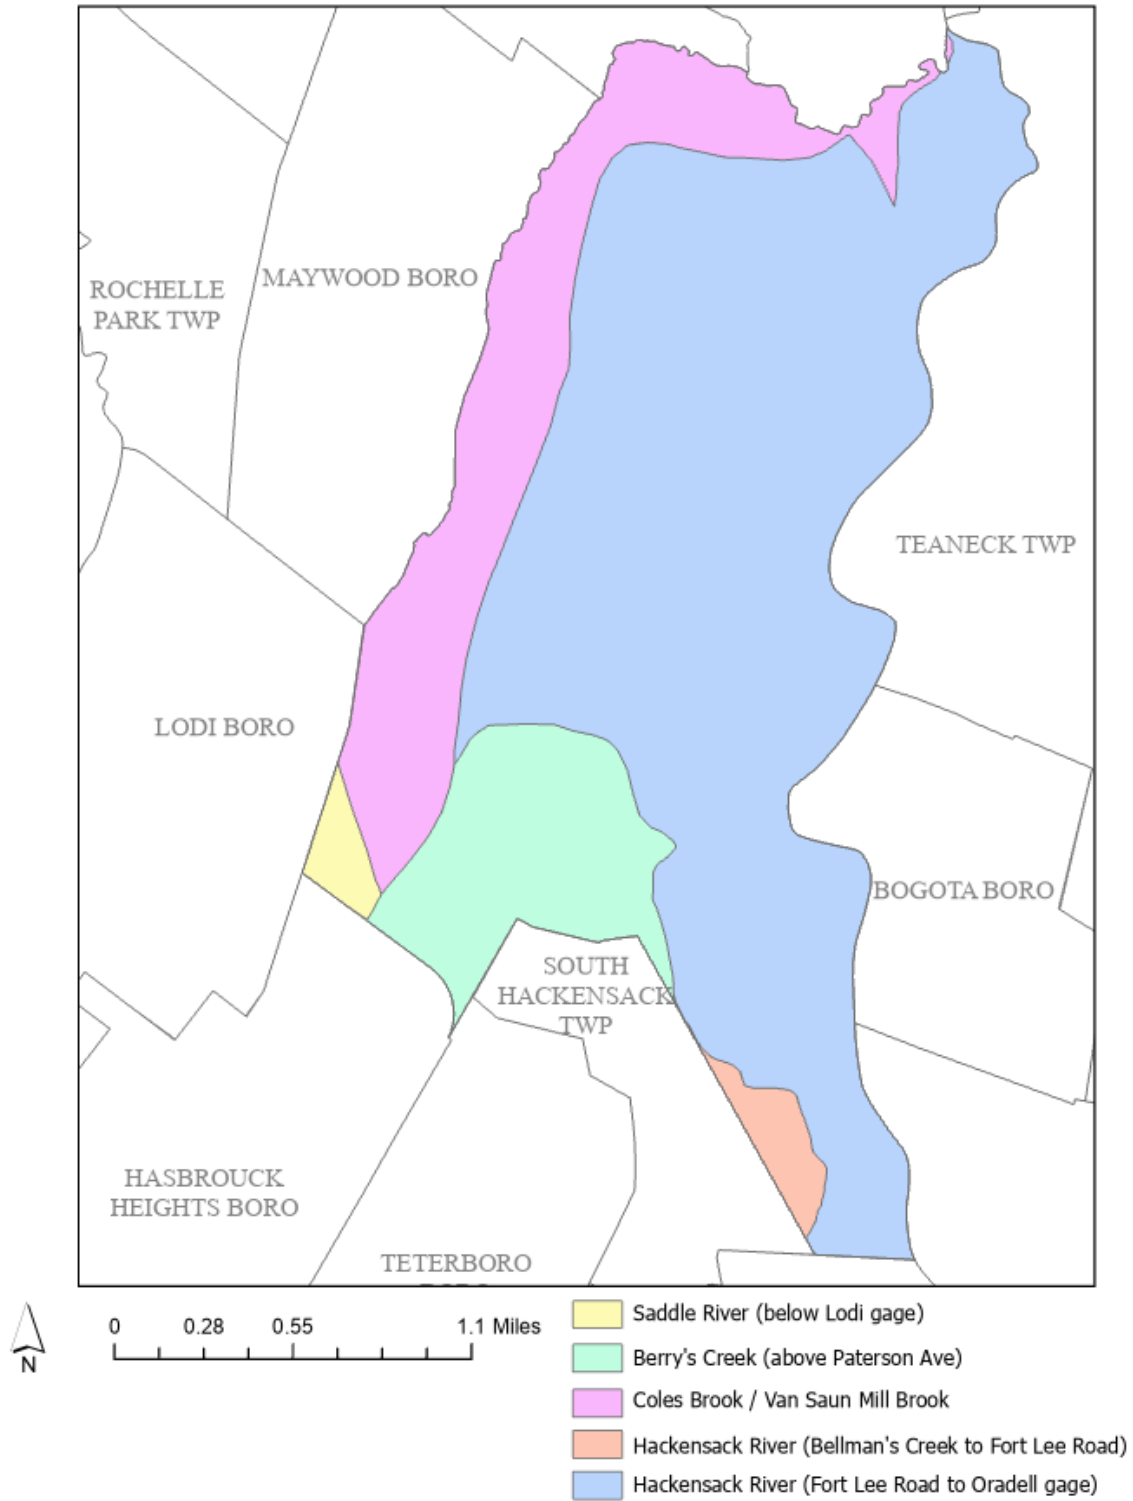 MAYWOOD BORO
ROCHELLE
PARK TWP
TEANECK TWP
LODI BORO
BOGOTA BORO
SOUTH
HACKENSACK
TWP
HASBROUCK
HEIGHTS BORO
TETERBORO
0 0.28 0.55 1.1 Miles
N
Saddle River (below Lodi gage)
Berry's Creek (above Paterson Ave)
Coles Brook / Van Saun Mill Brook
Hackensack River (Bellman's Creek to Fort Lee Road)
Hackensack River (Fort Lee Road to Oradell gage)